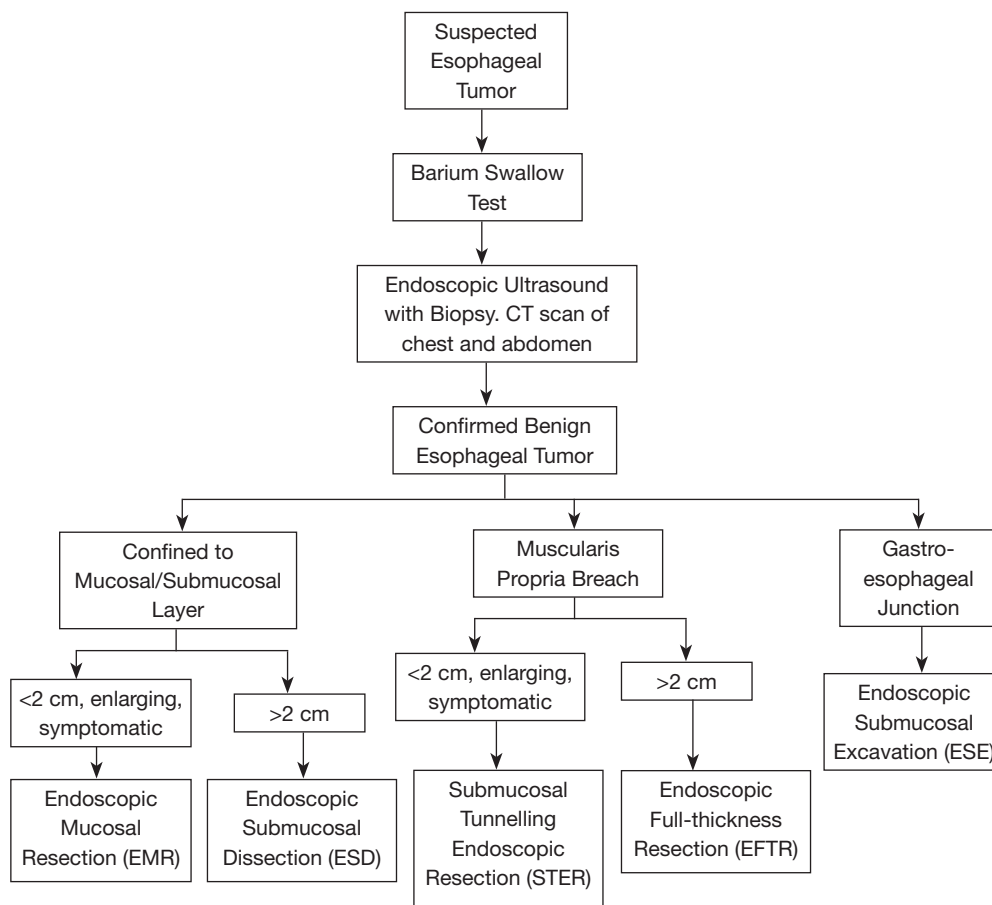 Suspected
Esophageal
Tumor
Barium Swallow
Test
Endoscopic Ultrasound
with Biopsy. CT scan of
chest and abdomen
Confirmed Benign
Esophageal Tumor
Confined to
Mucosal/Submucosal
Layer
Muscularis
Propria Breach
Gastro-
esophageal
Junction
<2 cm, enlarging,
symptomatic
>2 cm
<2 cm, enlarging,
symptomatic
>2 cm
Endoscopic
Submucosal
Excavation (ESE)
Endoscopic
Mucosal
Resection (EMR)
Endoscopic
Submucosal
Dissection (ESD)
Submucosal
Tunnelling
Endoscopic
Resection (STER)
Endoscopic
Full-thickness
Resection (EFTR)